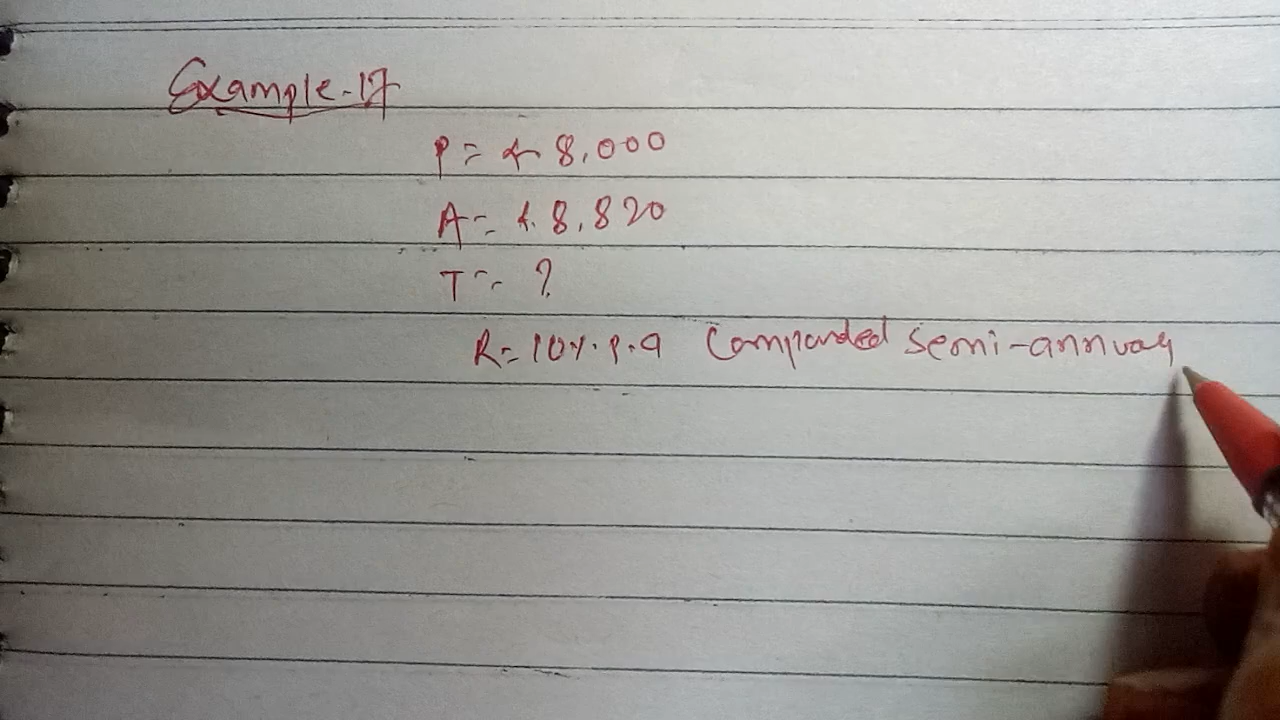 Example-17
P = ₹ 8,000
A = ₹ 8,820
T = ?
R = 10% p.a Compounded semi-annualy